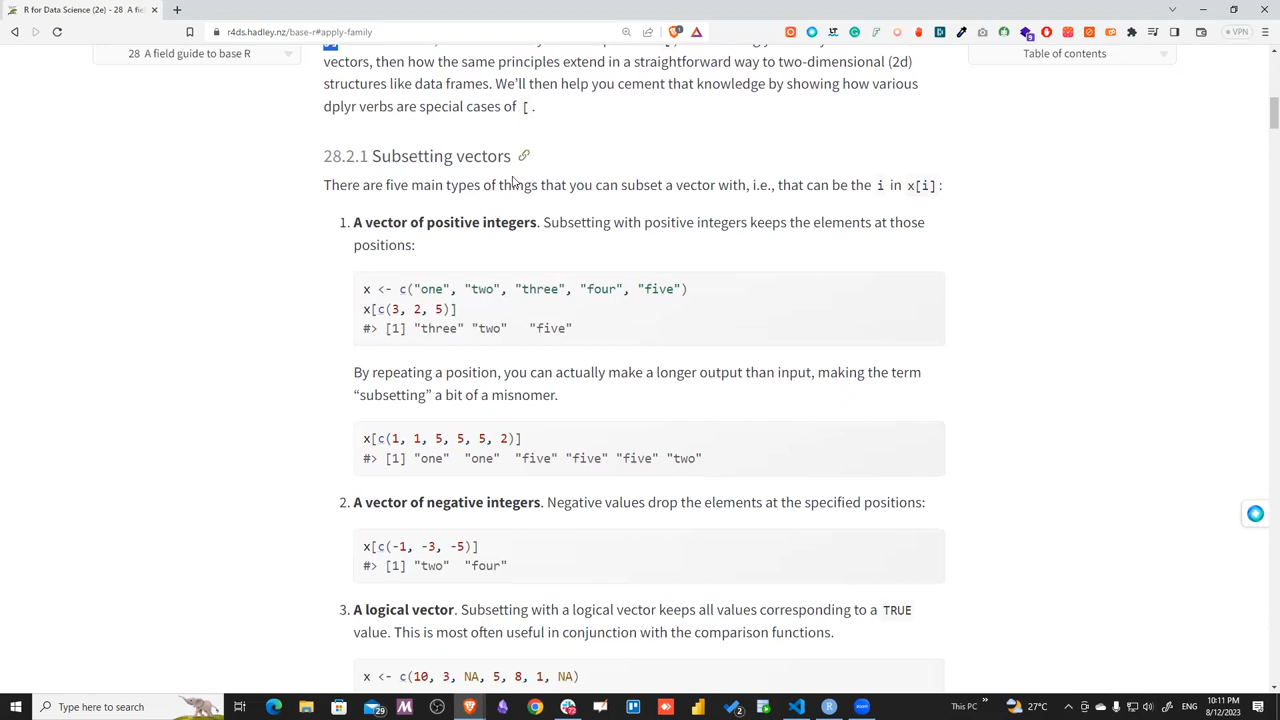 R for Data Science (2e) - 28 A fiel
r4ds.hadley.nz/base-r#apply-family
VPN
28 A field guide to base R
Table of contents
vectors, then how the same principles extend in a straightforward way to two-dimensional (2d)
structures like data frames. We’ll then help you cement that knowledge by showing how various
dplyr verbs are special cases of [.
28.2.1 Subsetting vectors
There are five main types of things that you can subset a vector with, i.e., that can be the i in x[i]:
1. A vector of positive integers. Subsetting with positive integers keeps the elements at those
positions:
x <- c("one", "two", "three", "four", "five")
x[c(3, 2, 5)]
#> [1] "three" "two"   "five"
By repeating a position, you can actually make a longer output than input, making the term
“subsetting” a bit of a misnomer.
x[c(1, 1, 5, 5, 5, 2)]
#> [1] "one"  "one"  "five" "five" "five" "two"
2. A vector of negative integers. Negative values drop the elements at the specified positions:
x[c(-1, -3, -5)]
#> [1] "two"  "four"
3. A logical vector. Subsetting with a logical vector keeps all values corresponding to a TRUE
value. This is most often useful in conjunction with the comparison functions.
x <- c(10, 3, NA, 5, 8, 1, NA)
Type here to search
29
2
This PC
27°C
10:11 PM
8/12/2023